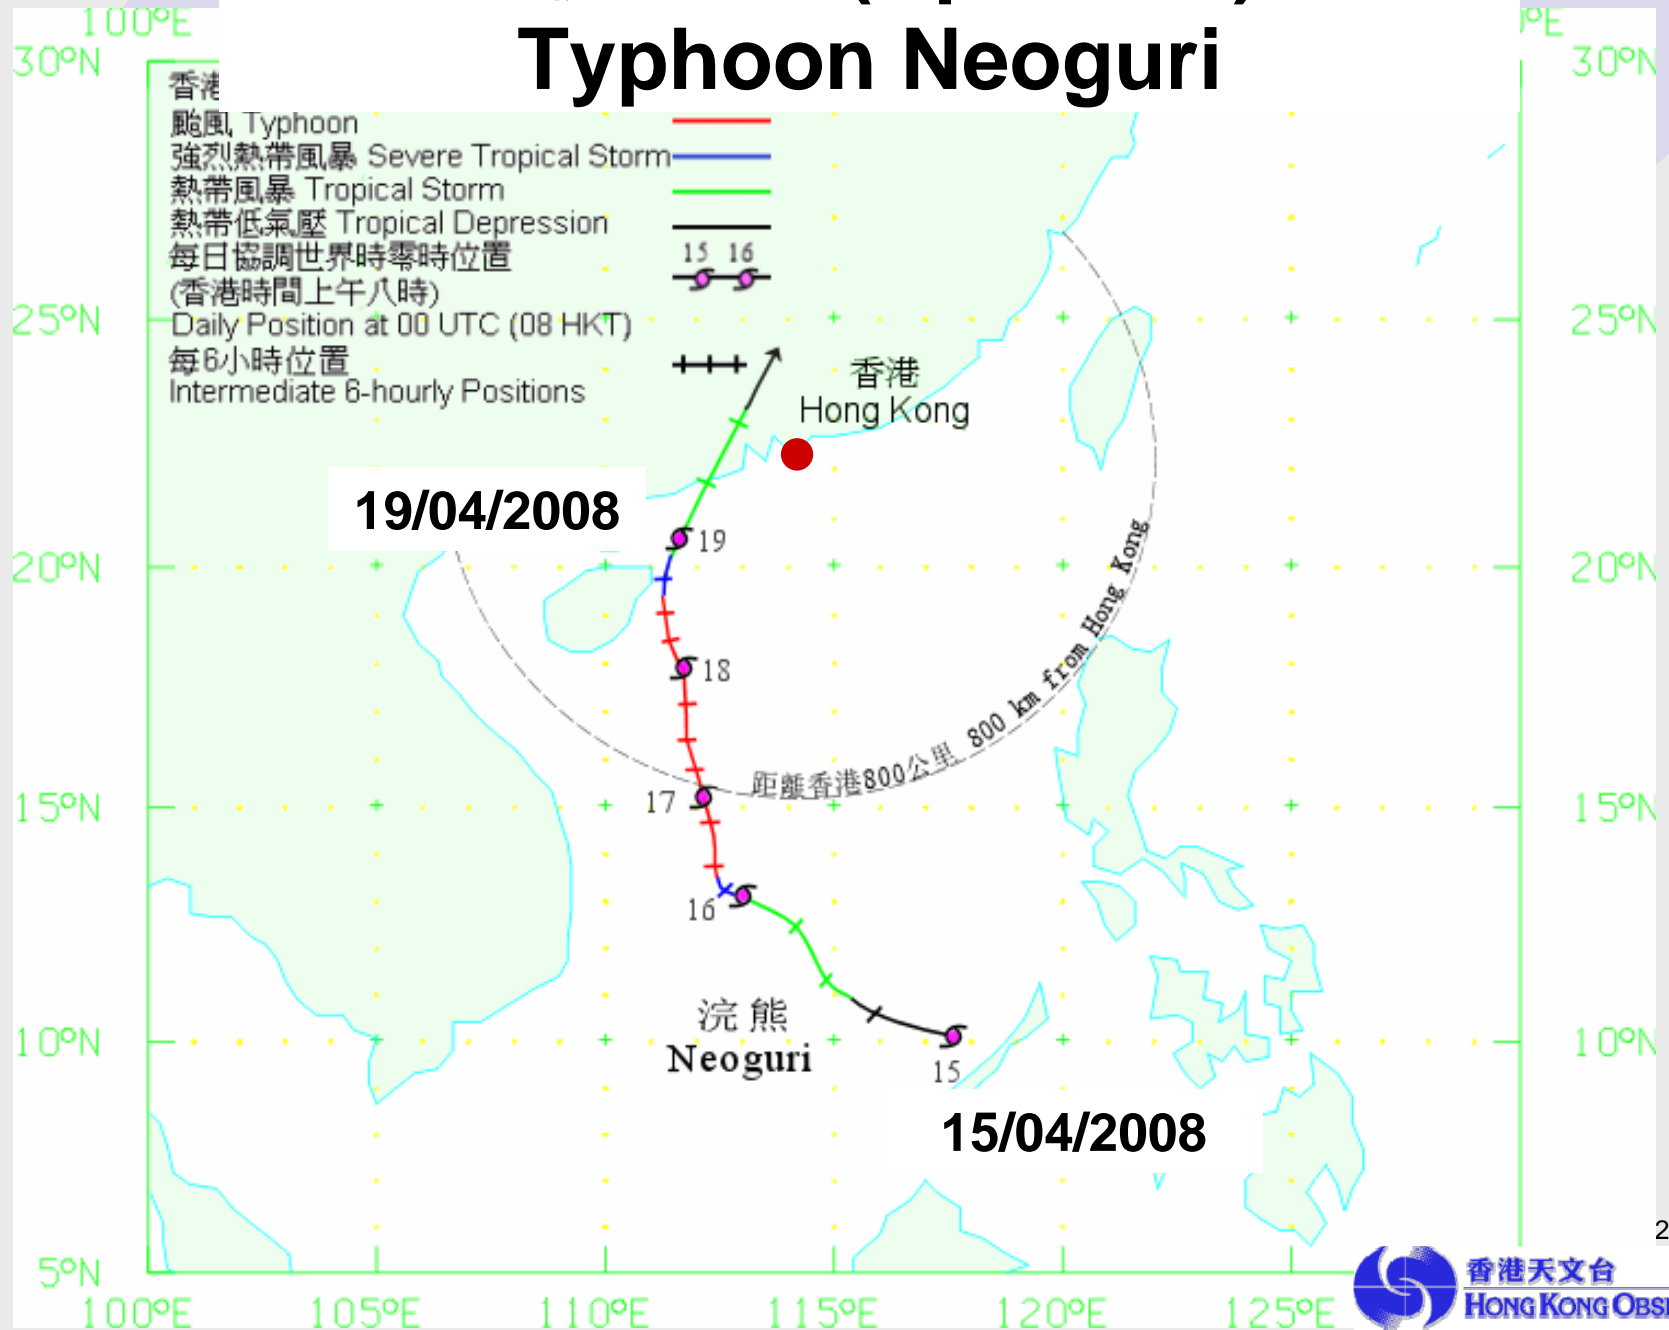 Typhoon Neoguri
100°E
30°N
30°N
香港
颱風 Typhoon
強烈熱帶風暴 Severe Tropical Storm
熱帶風暴 Tropical Storm
熱帶低氣壓 Tropical Depression
每日協調世界時零時位置
15 16
(香港時間上午八時)
Daily Position at 00 UTC (08 HKT)
25°N
25°N
每6小時位置
Intermediate 6-hourly Positions
香港
Hong Kong
19/04/2008
19
20°N
20°N
18
距離香港800公里 800 km from Hong Kong
17
15°N
15°N
16
浣熊
Neoguri
10°N
10°N
15
15/04/2008
2
5°N
100°E 105°E 110°E 115°E 120°E 125°E
香港天文台
HONG KONG